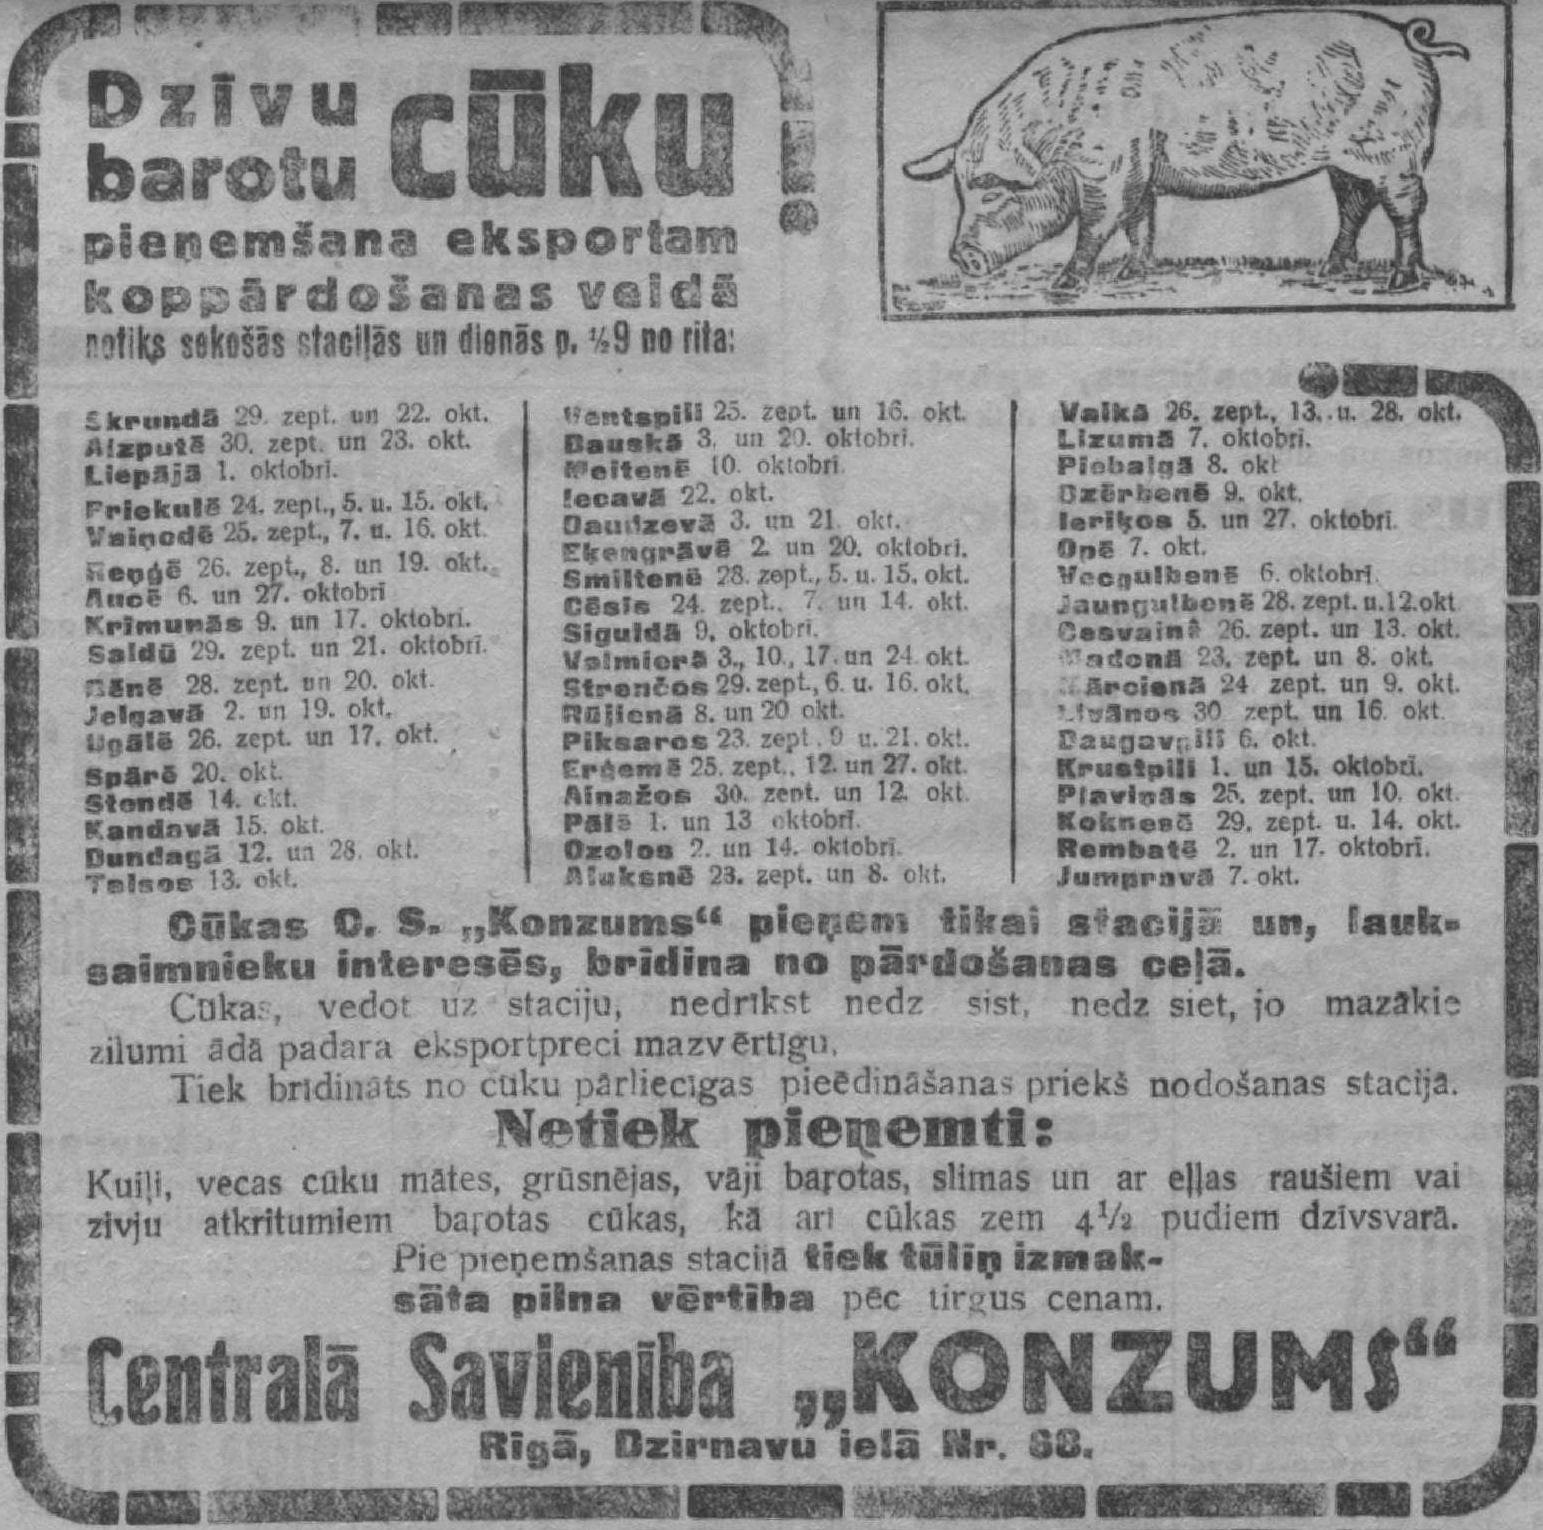 Dzīvu
barotu cūku
pieņemšana eksportam
koppārdošanas veidā
notiks sekošās stacijās un dienās p. ½9 no rīta:
Skrundā 29. zept. un 22. okt.
Aizputē 30. zept. un 23. okt.
Liepājā 1. oktobrī.
Priekulē 24. zept., 5. u. 15. okt.
Vaiņodē 25. zept., 7. u. 16. okt.
Reņģē 26. zept., 8. un 19. okt.
Aucē 6. un 27. oktobrī
Krimunās 9. un 17. oktobrī.
Saldū 29. zept. un 21. oktobrī.
Bēnē 28. zept. un 20. okt.
Jelgavā 2. un 19. okt.
Ugālē 26. zept. un 17. okt.
Spārē 20. okt.
Stendē 14. okt.
Kandavā 15. okt.
Dundagā 12. un 28. okt.
Talsos 13. okt.
Ventspilī 25. zept. un 16. okt.
Bauskā 3. un 20. oktobrī.
Meitenē 10. oktobrī.
Iecavā 22. okt.
Daudzevā 3. un 21. okt.
Eķengrāvē 2. un 20. oktobrī.
Smiltenē 28. zept., 5. u. 15. okt.
Cēsīs 24. zept., 7. un 14. okt.
Siguldā 9. oktobrī.
Valmierā 3., 10., 17. un 24. okt.
Strenčos 29. zept., 6. u. 16. okt.
Rūjienā 8. un 20 okt.
Piksaros 23. zept., 9 u. 21. okt.
Erģemē 25. zept., 12. un 27. okt.
Ainažos 30. zept. un 12. okt.
Pālē 1. un 13 oktobrī.
Ozolos 2. un 14. oktobrī.
Alūksnē 23. zept. un 8. okt.
Valkā 26. zept., 13. u. 28. okt.
Lizumā 7. oktobrī.
Piebalgā 8. okt
Dzērbenē 9. okt.
Ieriķos 5. un 27. oktobrī.
Opē 7. okt.
Vecgulbenē 6. oktobrī.
Jaungulbenē 28. zept. u. 12. okt
Cesvainē 26. zept. un 13. okt.
Madonā 23. zept. un 8. okt.
Mārcienā 24 zept. un 9. okt.
Līvānos 30 zept. un 16. okt.
Daugavpilī 6. okt.
Krustpilī 1. un 15. oktobrī.
Pļaviņās 25. zept. un 10. okt.
Koknesē 29. zept. u. 14. okt.
Rembatē 2. un 17. oktobrī.
Jumpravā 7. okt.
Cūkas C. S. „Konzums“ pieņem tikai stacijā un, lauk-
saimnieku interesēs, brīdina no pārdošanas ceļā.
Cūkas, vedot uz staciju, nedrīkst nedz sist, nedz siet, jo mazākie
zilumi ādā padara eksportpreci mazvērtīgu.
Tiek brīdināts no cūku pārliecīgas pieēdināšanas priekš nodošanas stacijā.
Netiek pieņemti:
Kuiļi, vecas cūku mātes, grūsnējas, vāji baŗotas, slimas un ar eļļas raušiem vai
zivju atkritumiem baŗotas cūkas, kā arī cūkas zem 4½ pudiem dzīvsvarā.
Pie pieņemšanas stacijā tiek tūliņ izmak-
sāta pilna vērtība pēc tirgus cenam.
Centralā Savienība „KONZUMS“
Rīgā, Dzirnavu ielā Nr. 68.